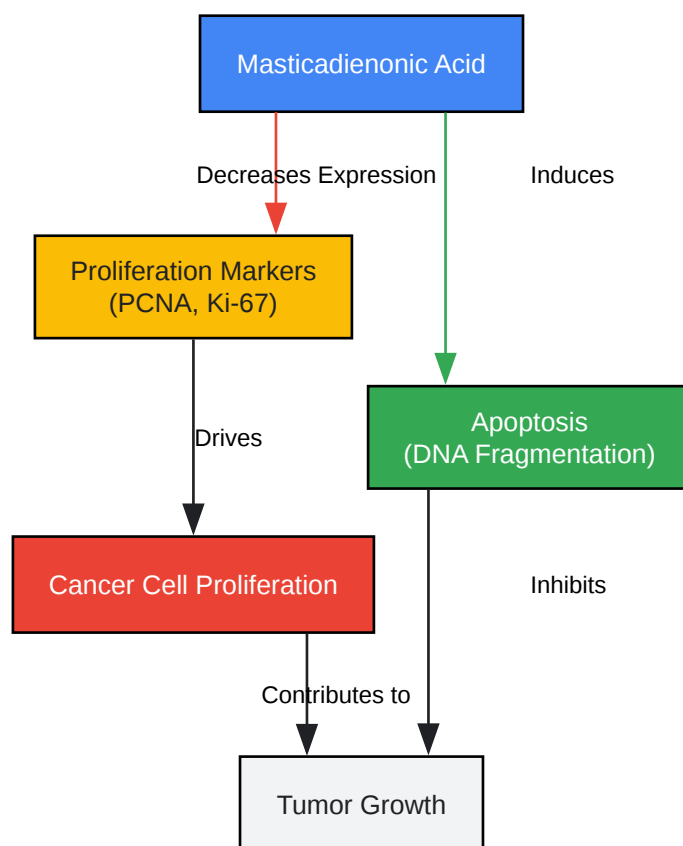 Masticadienonic Acid
Decreases Expression
Induces
Proliferation Markers
(PCNA, Ki-67)
Apoptosis
(DNA Fragmentation)
Drives
Cancer Cell Proliferation
Inhibits
Contributes to
Tumor Growth